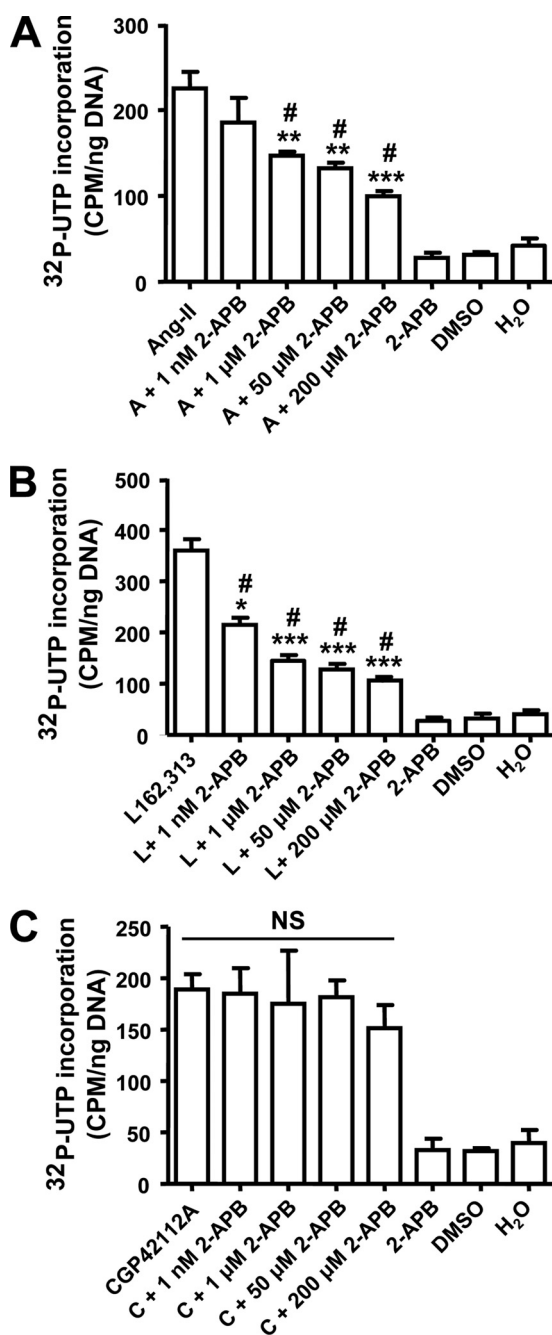 A
³²P-UTP incorporation
(CPM/ng DNA)
300
200
100
0
#
**
#
**
#
***
Ang-II
A + 1 nM 2-APB
A + 1 µM 2-APB
A + 50 µM 2-APB
A + 200 µM 2-APB
2-APB
DMSO
H₂O
B
³²P-UTP incorporation
(CPM/ng DNA)
500
400
300
200
100
0
#
*
#
***
#
***
#
***
L162,313
L+ 1 nM 2-APB
L + 1 µM 2-APB
L + 50 µM 2-APB
L+ 200 µM 2-APB
2-APB
DMSO
H₂O
C
³²P-UTP incorporation
(CPM/ng DNA)
250
200
150
100
50
0
NS
CGP42112A
C + 1 nM 2-APB
C + 1 µM 2-APB
C + 50 µM 2-APB
C + 200 µM 2-APB
2-APB
DMSO
H₂O